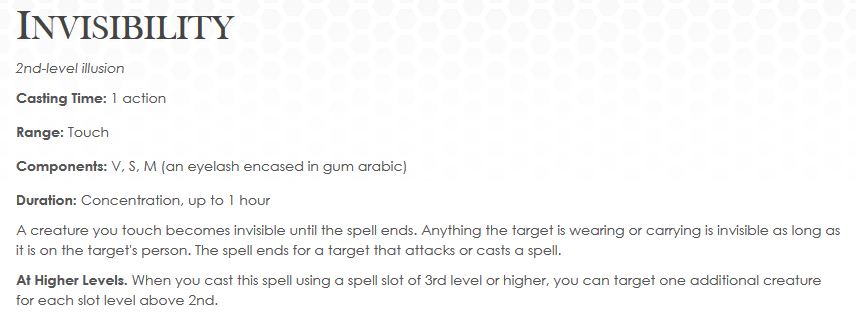 INVISIBILITY
2nd-level illusion
Casting Time: 1 action
Range: Touch
Components: V, S, M (an eyelash encased in gum arabic)
Duration: Concentration, up to 1 hour
A creature you touch becomes invisible until the spell ends. Anything the target is wearing or carrying is invisible as long as
it is on the target's person. The spell ends for a target that attacks or casts a spell.
At Higher Levels. When you cast this spell using a spell slot of 3rd level or higher, you can target one additional creature
for each slot level above 2nd.